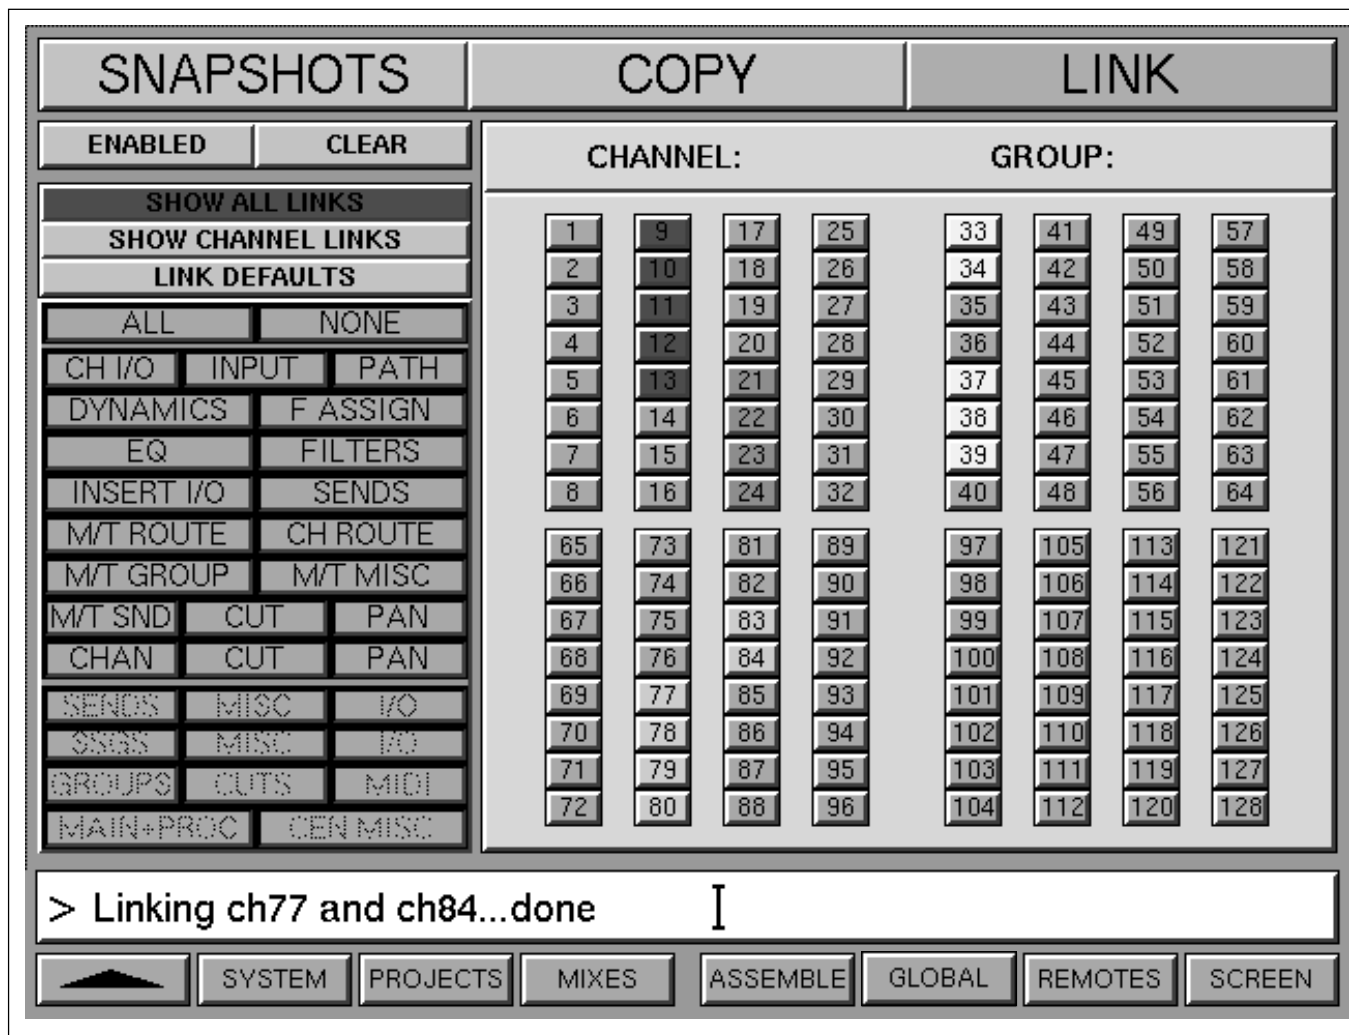 SNAPSHOTS COPY LINK
ENABLED CLEAR CHANNEL: GROUP:
SHOW ALL LINKS
SHOW CHANNEL LINKS
LINK DEFAULTS
ALL NONE
CH I/O INPUT PATH
DYNAMICS F ASSIGN
EQ FILTERS
INSERT I/O SENDS
M/T ROUTE CH ROUTE
M/T GROUP M/T MISC
M/T SND CUT PAN
CHAN CUT PAN
SENDS MISC I/O
SSGS MISC I/O
GROUPS CUTS MIDI
MAIN+PROC CEN MISC
1 9 17 25 33 41 49 57
2 10 18 26 34 42 50 58
3 11 19 27 35 43 51 59
4 12 20 28 36 44 52 60
5 13 21 29 37 45 53 61
6 14 22 30 38 46 54 62
7 15 23 31 39 47 55 63
8 16 24 32 40 48 56 64
65 73 81 89 97 105 113 121
66 74 82 90 98 106 114 122
67 75 83 91 99 107 115 123
68 76 84 92 100 108 116 124
69 77 85 93 101 109 117 125
70 78 86 94 102 110 118 126
71 79 87 95 103 111 119 127
72 80 88 96 104 112 120 128
> Linking ch77 and ch84...done
SYSTEM PROJECTS MIXES ASSEMBLE GLOBAL REMOTES SCREEN